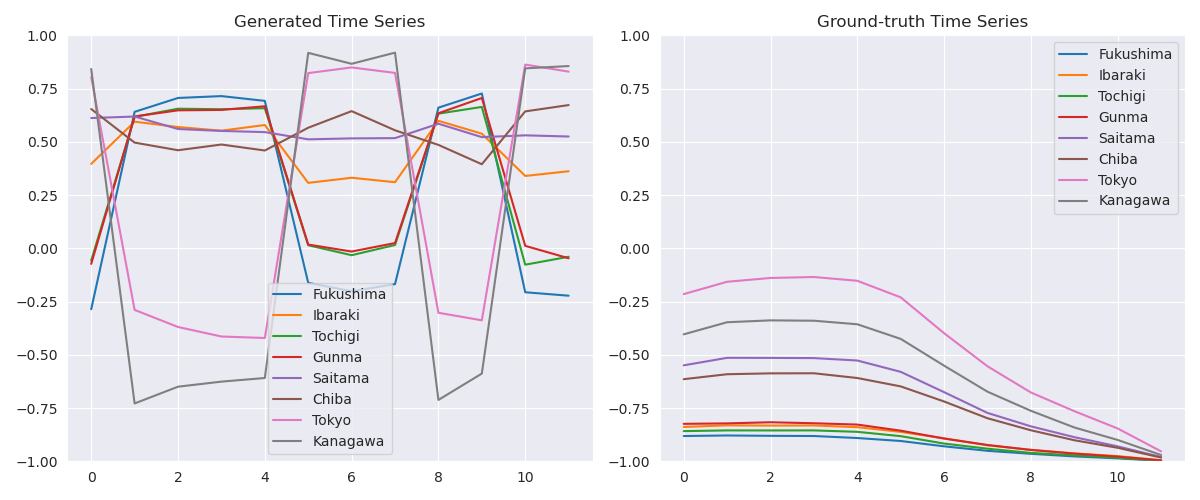 Generated Time Series
1.00
0.75
0.50
0.25
0.00
−0.25
−0.50
−0.75
−1.00
0 2 4 6 8 10
Fukushima
Ibaraki
Tochigi
Gunma
Saitama
Chiba
Tokyo
Kanagawa
Ground-truth Time Series
1.00
0.75
0.50
0.25
0.00
−0.25
−0.50
−0.75
−1.00
0 2 4 6 8 10
Fukushima
Ibaraki
Tochigi
Gunma
Saitama
Chiba
Tokyo
Kanagawa